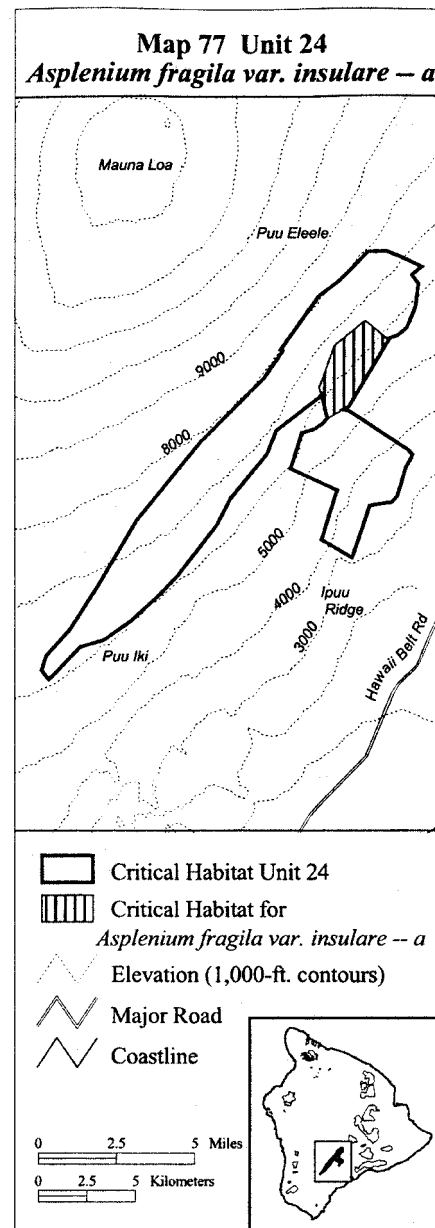 Map 77 Unit 24
Asplenium fragila var. insulare -- a
Mauna Loa
Puu Eleele
9000
8000
5000
4000
3000
Ipuu
Ridge
Puu Iki
Hawaii Belt Rd
Critical Habitat Unit 24
Critical Habitat for
Asplenium fragila var. insulare -- a
Elevation (1,000-ft. contours)
Major Road
Coastline
0 2.5 5 Miles
0 2.5 5 Kilometers